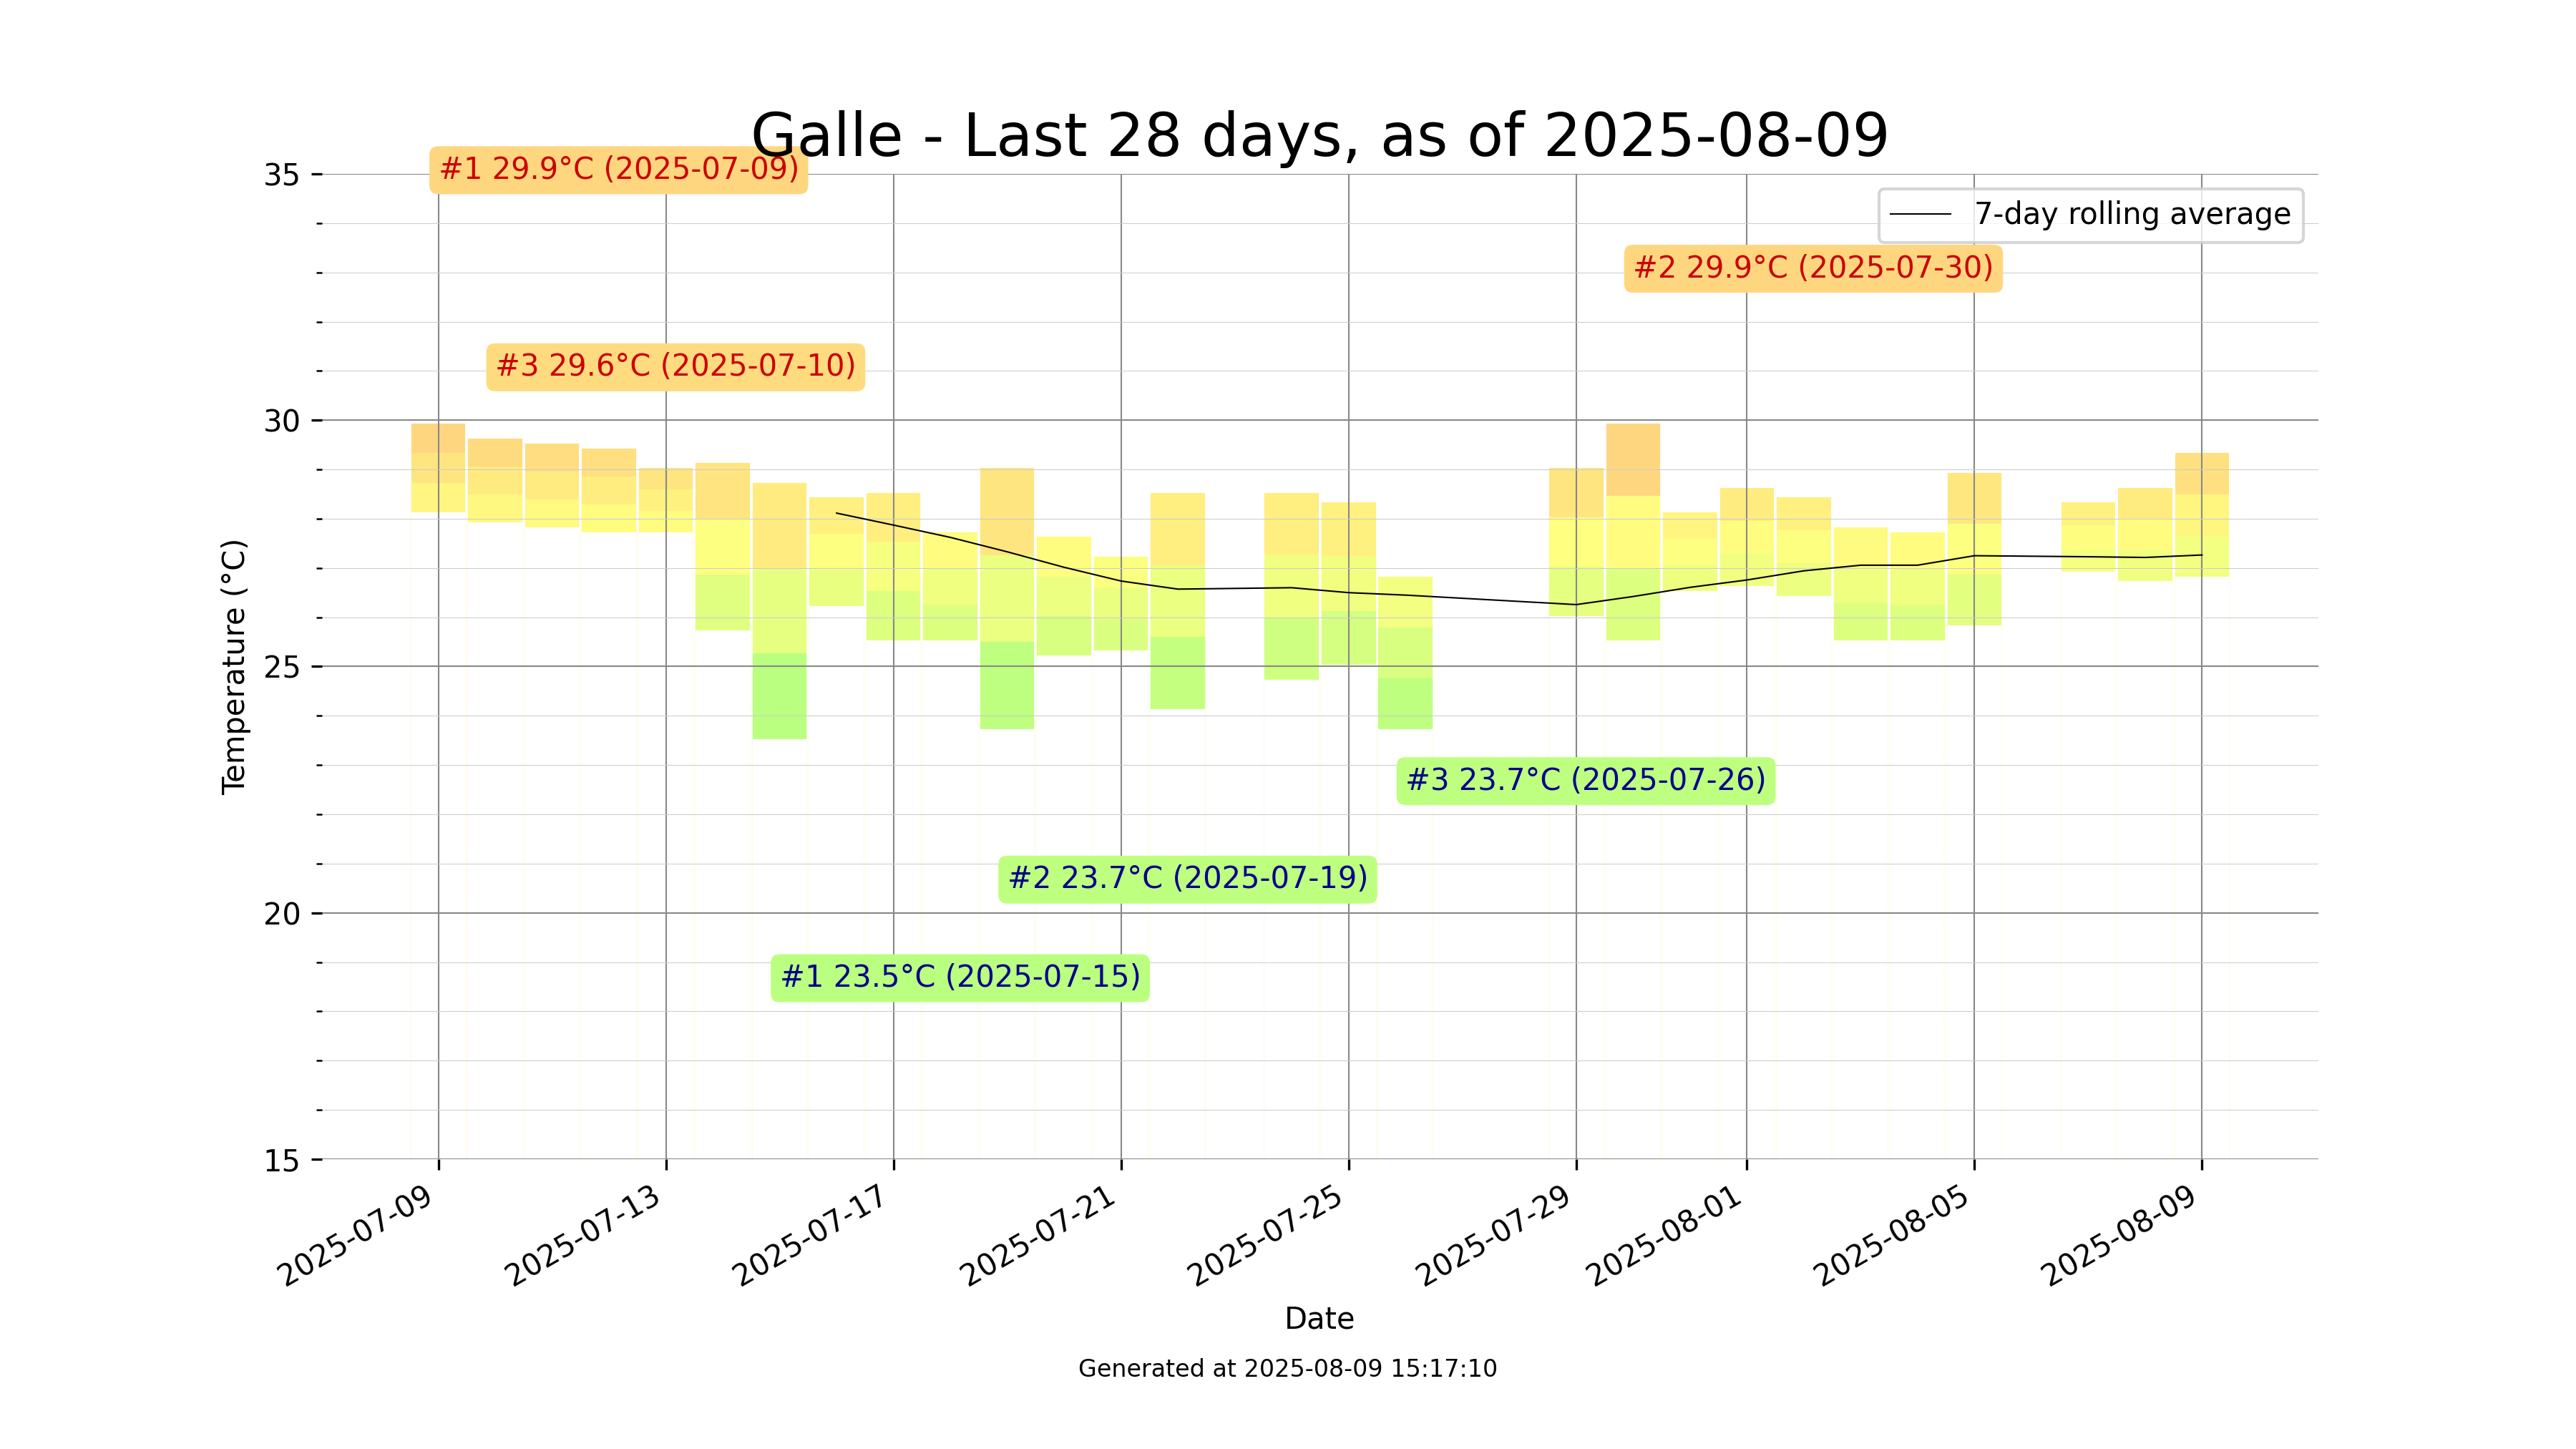 Galle - Last 28 days, as of 2025-08-09
#1 29.9°C (2025-07-09)
35
7-day rolling average
#2 29.9°C (2025-07-30)
#3 29.6°C (2025-07-10)
30
25
Temperature (°C)
#3 23.7°C (2025-07-26)
#2 23.7°C (2025-07-19)
20
#1 23.5°C (2025-07-15)
15
2025-07-09
2025-07-13
2025-07-17
2025-07-21
2025-07-25
2025-07-29
2025-08-01
2025-08-05
2025-08-09
Date
Generated at 2025-08-09 15:17:10